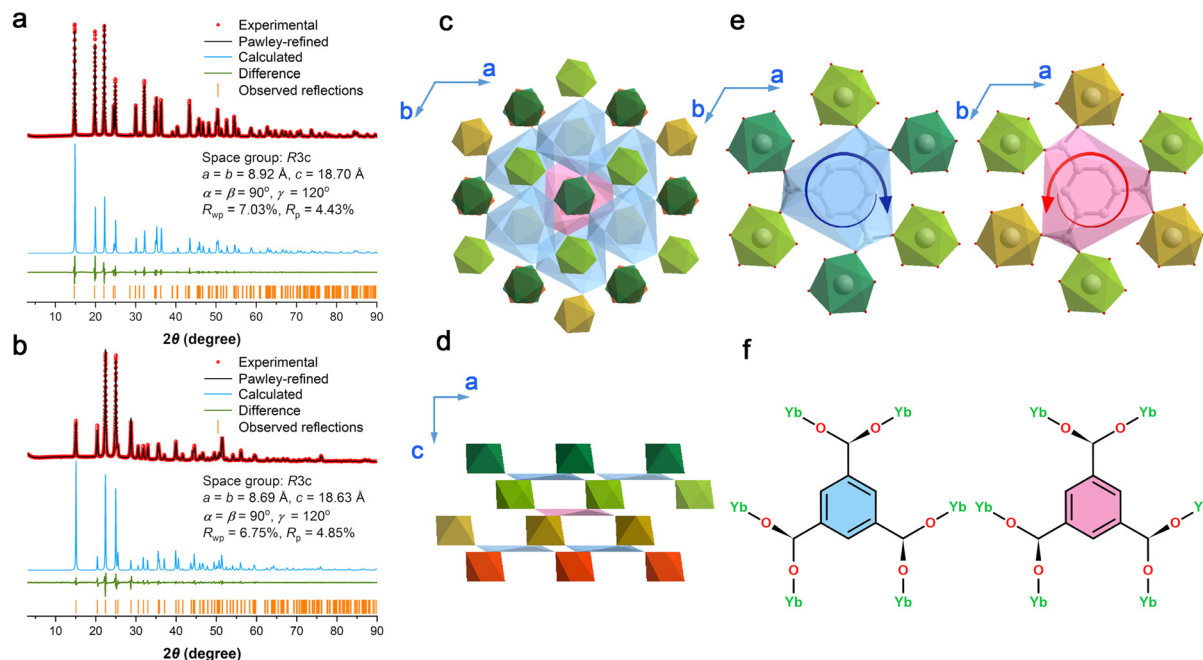 a
Experimental
Pawley-refined
Calculated
Difference
Observed reflections
Space group: R3c
a = b = 8.92 Å, c = 18.70 Å
α = β = 90°, γ = 120°
Rwp = 7.03%, Rp = 4.43%
10 20 30 40 50 60 70 80 90
2θ (degree)
b
Experimental
Pawley-refined
Calculated
Difference
Observed reflections
Space group: R3c
a = b = 8.69 Å, c = 18.63 Å
α = β = 90°, γ = 120°
Rwp = 6.75%, Rp = 4.85%
10 20 30 40 50 60 70 80 90
2θ (degree)
c
a
b
d
a
c
e
a
b
a
b
f
Yb Yb
O O
Yb O O Yb
O O
Yb Yb
Yb Yb
O O
Yb O O Yb
O O
Yb Yb